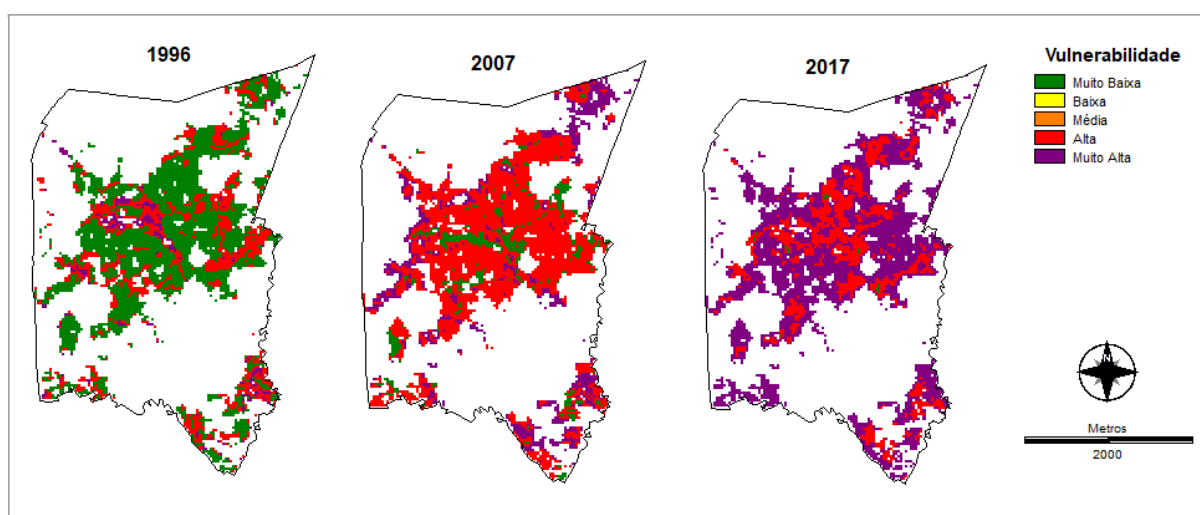 1996
2007
2017
Vulnerabilidade
Muito Baixa
Baixa
Média
Alta
Muito Alta
Metros
2000